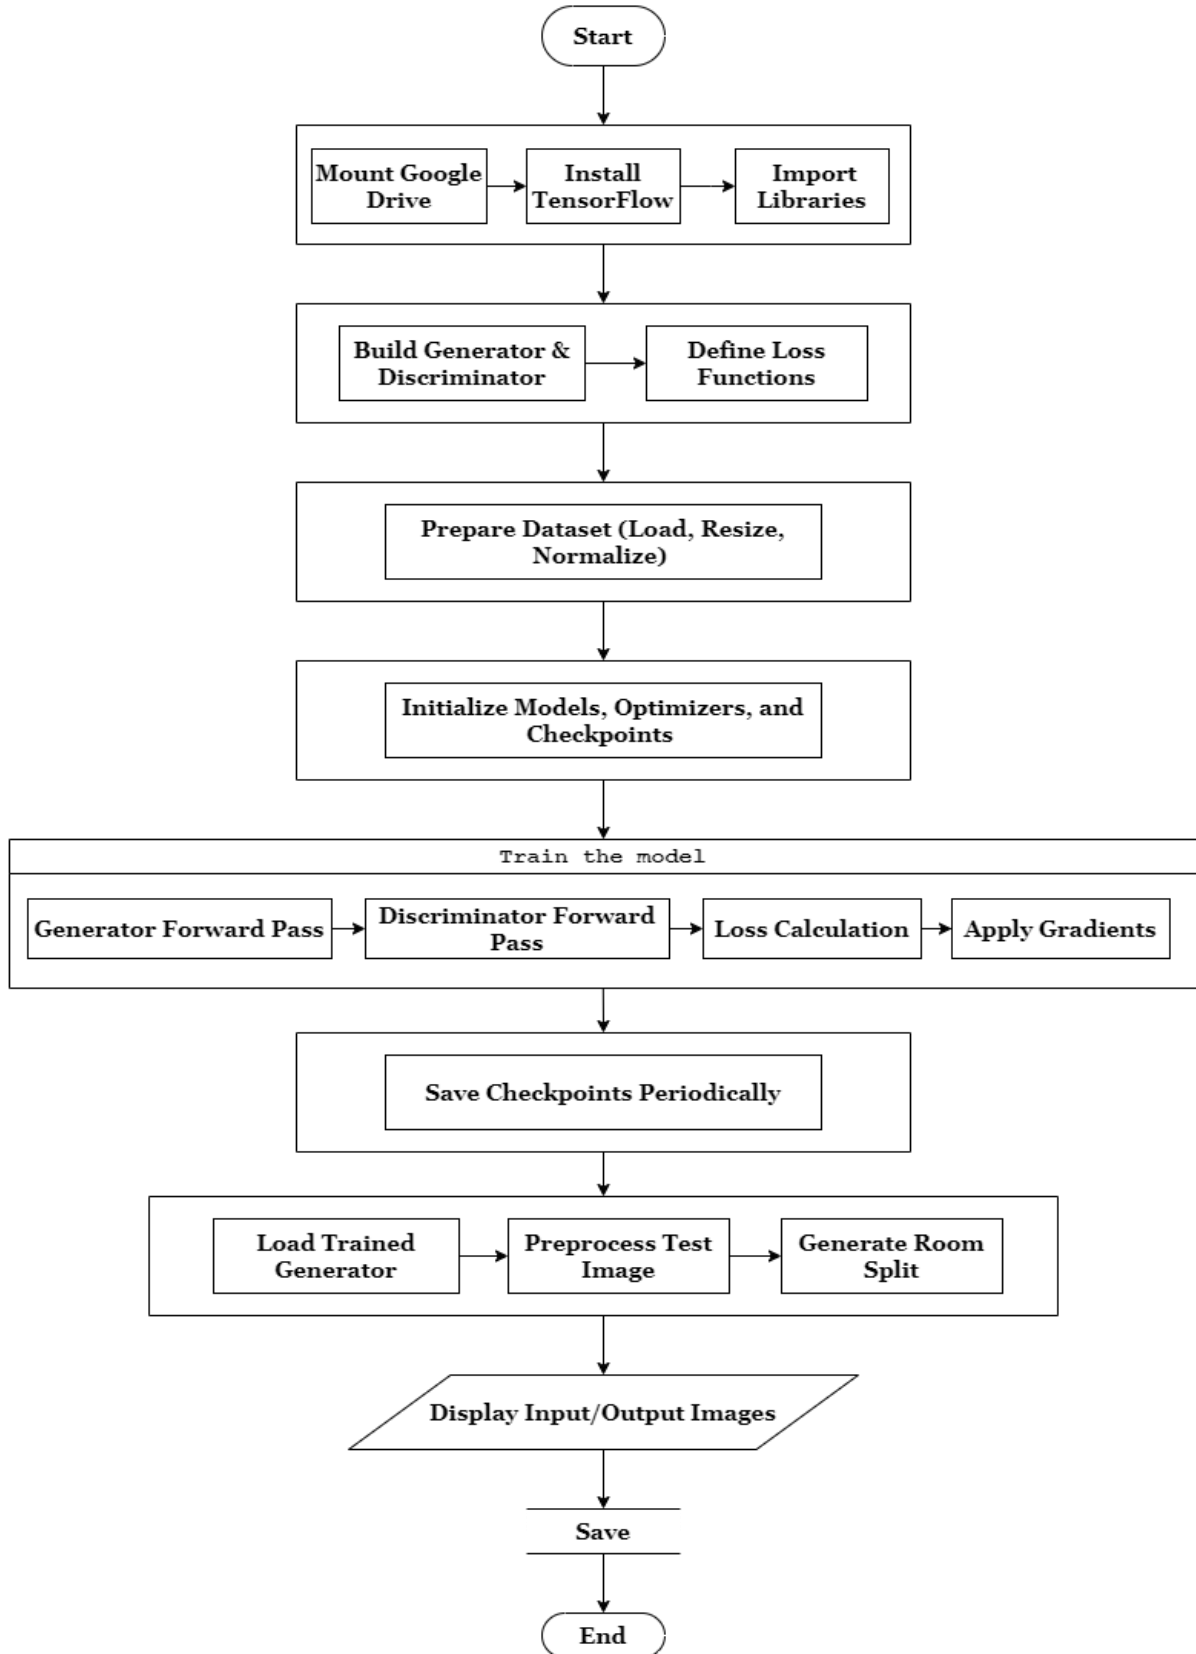 Start
Mount Google
Drive
Install
TensorFlow
Import
Libraries
Build Generator &
Discriminator
Define Loss
Functions
Prepare Dataset (Load, Resize,
Normalize)
Initialize Models, Optimizers, and
Checkpoints
Train the model
Generator Forward Pass
Discriminator Forward
Pass
Loss Calculation
Apply Gradients
Save Checkpoints Periodically
Load Trained
Generator
Preprocess Test
Image
Generate Room
Split
Display Input/Output Images
Save
End